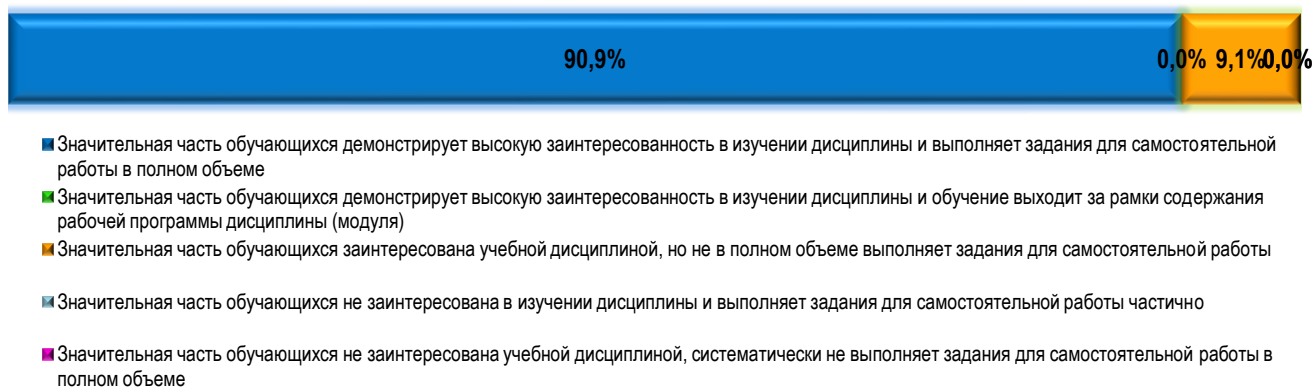 90,9% 0,0% 9,1% 0,0%
Значительная часть обучающихся демонстрирует высокую заинтересованность в изучении дисциплины и выполняет задания для самостоятельной
работы в полном объеме
Значительная часть обучающихся демонстрирует высокую заинтересованность в изучении дисциплины и обучение выходит за рамки содержания
рабочей программы дисциплины (модуля)
Значительная часть обучающихся заинтересована учебной дисциплиной, но не в полном объеме выполняет задания для самостоятельной работы
Значительная часть обучающихся не заинтересована в изучении дисциплины и выполняет задания для самостоятельной работы частично
Значительная часть обучающихся не заинтересована учебной дисциплиной, систематически не выполняет задания для самостоятельной работы в
полном объеме